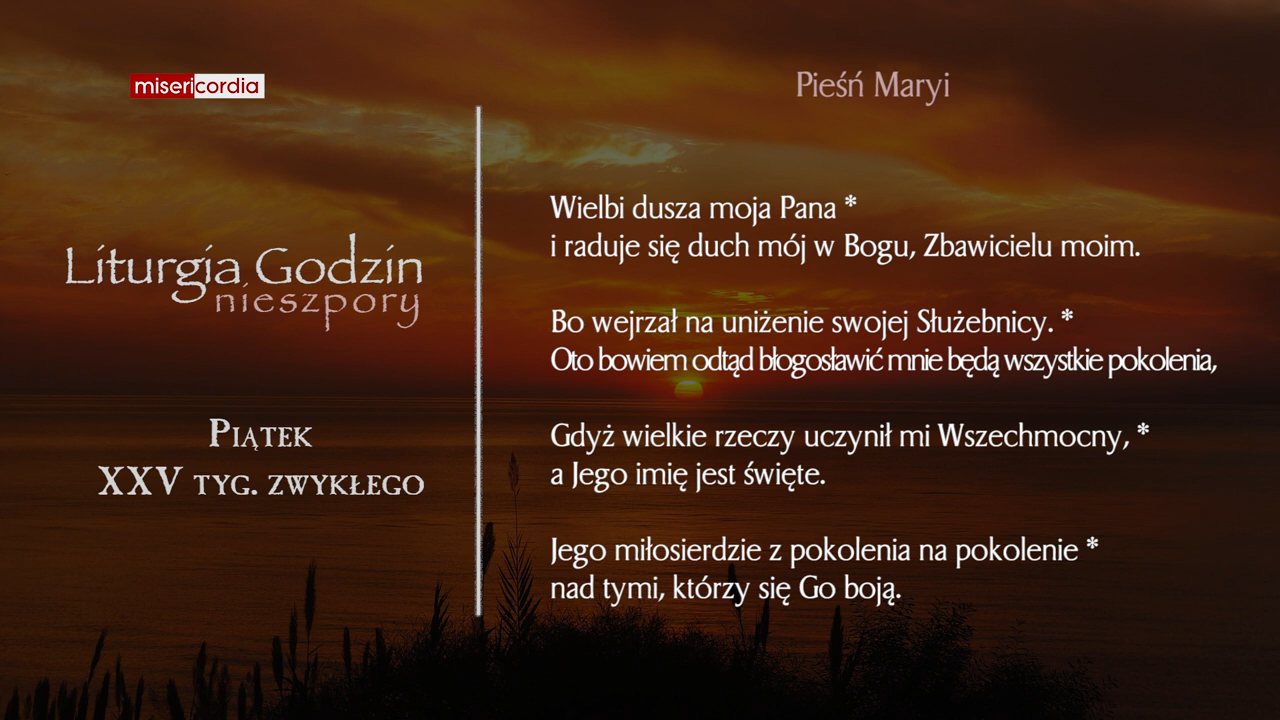 misericordia
Liturgia Godzin
nieszpory
Piątek
XXV tyg. zwykłego
Pieśń Maryi
Wielbi dusza moja Pana *
i raduje się duch mój w Bogu, Zbawicielu moim.
Bo wejrzał na uniżenie swojej Służebnicy. *
Oto bowiem odtąd błogosławić mnie będą wszystkie pokolenia,
Gdyż wielkie rzeczy uczynił mi Wszechmocny, *
a Jego imię jest święte.
Jego miłosierdzie z pokolenia na pokolenie *
nad tymi, którzy się Go boją.